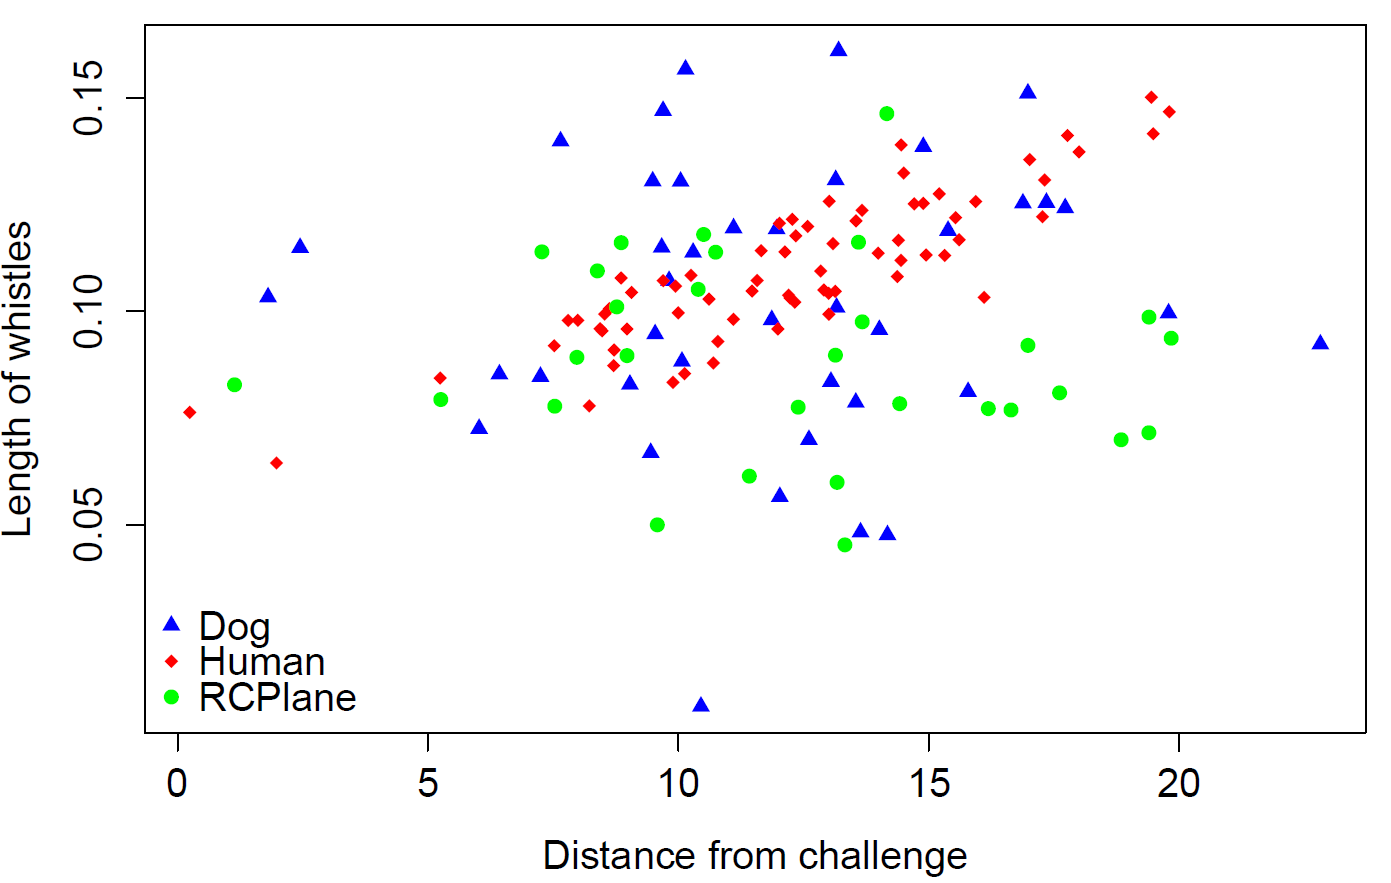 Length of whistles
0.15
0.10
0.05
Dog
Human
RCPlane
0 5 10 15 20
Distance from challenge